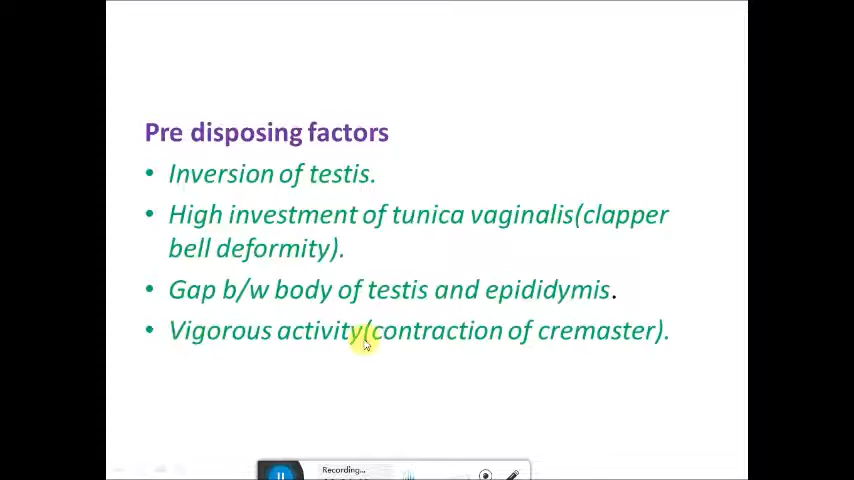 Pre disposing factors
• Inversion of testis.
• High investment of tunica vaginalis(clapper
bell deformity).
• Gap b/w body of testis and epididymis.
• Vigorous activity(contraction of cremaster).
Recording...